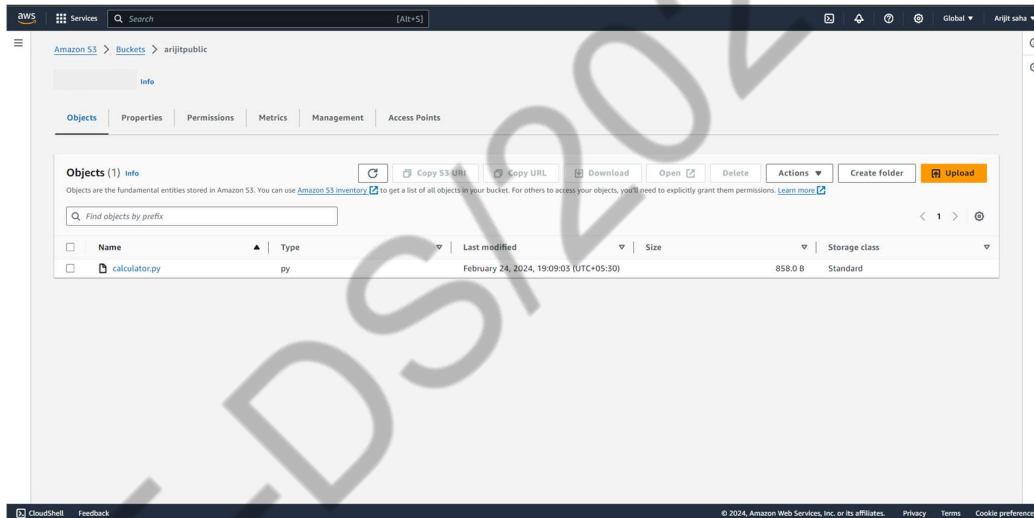 aws Services Search [Alt+S] Global Arijit saha
Amazon S3 > Buckets > arijitpublic
Info
Objects Properties Permissions Metrics Management Access Points
Objects (1) Info Copy S3 URI Copy URL Download Open Delete Actions Create folder Upload
Objects are the fundamental entities stored in Amazon S3. You can use Amazon S3 inventory to get a list of all objects in your bucket. For others to access your objects, you'll need to explicitly grant them permissions. Learn more
Find objects by prefix < 1 >
Name Type Last modified Size Storage class
calculator.py py February 24, 2024, 19:09:03 (UTC+05:30) 858.0 B Standard
CloudShell Feedback © 2024, Amazon Web Services, Inc. or its affiliates. Privacy Terms Cookie preference
-DS/202